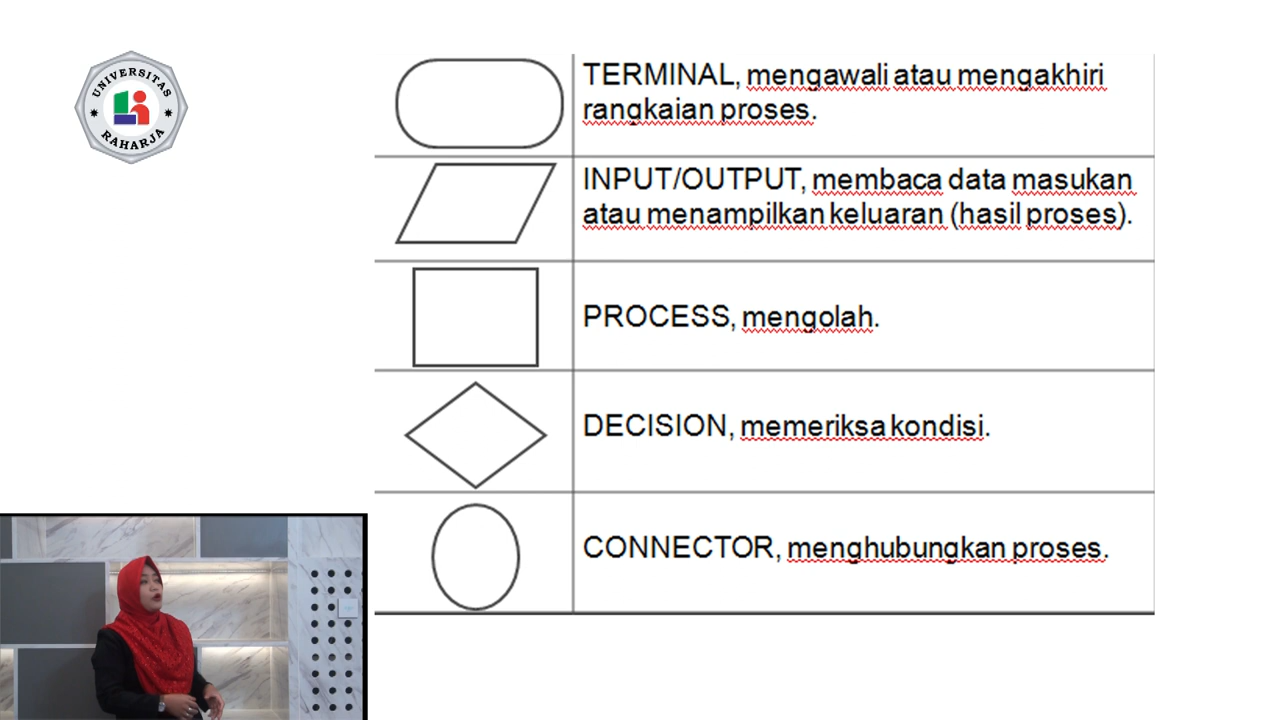 UNIVERSITAS
RAHARJA
TERMINAL, mengawali atau mengakhiri
rangkaian proses.
INPUT/OUTPUT, membaca data masukan
atau menampilkan keluaran (hasil proses).
PROCESS, mengolah.
DECISION, memeriksa kondisi.
CONNECTOR, menghubungkan proses.